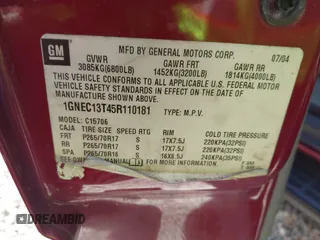 GM
MFD BY GENERAL MOTORS CORP. 07/04
GVWR GAWR FRT GAWR RR
3085KG(6800LB) 1452KG(3200LB) 1814KG(4000LB)
THIS VEHICLE CONFORMS TO ALL APPLICABLE U.S. FEDERAL MOTOR
VEHICLE SAFETY STANDARDS IN EFFECT ON THE DATE OF
MANUFACTURE SHOWN ABOVE.
1GNEC13T45R110181 TYPE: M.P.V.
MODEL: C15706
CAJA TIRE SIZE SPEED RTG RIM COLD TIRE PRESSURE
FRT P265/70R17 S 17X7.5J 220KPA(32PSI)
RR P265/70R17 S 17X7.5J 220KPA(32PSI)
SPA P265/70R16 S 16X6.5J 240KPA(35PSI)
DREAMBID